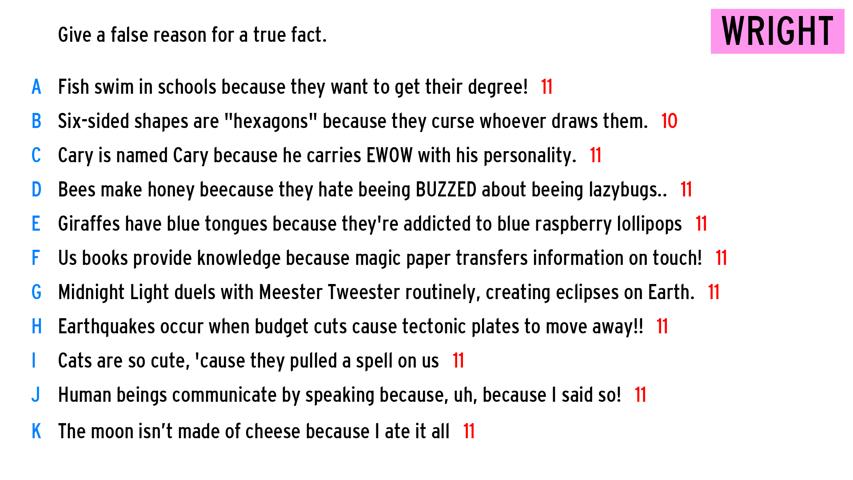 Give a false reason for a true fact.
WRIGHT
A Fish swim in schools because they want to get their degree! 11
B Six-sided shapes are "hexagons" because they curse whoever draws them. 10
C Cary is named Cary because he carries EWOW with his personality. 11
D Bees make honey beecause they hate beeing BUZZED about beeing lazybugs.. 11
E Giraffes have blue tongues because they're addicted to blue raspberry lollipops 11
F Us books provide knowledge because magic paper transfers information on touch! 11
G Midnight Light duels with Meester Tweester routinely, creating eclipses on Earth. 11
H Earthquakes occur when budget cuts cause tectonic plates to move away!! 11
I Cats are so cute, 'cause they pulled a spell on us 11
J Human beings communicate by speaking because, uh, because I said so! 11
K The moon isn’t made of cheese because I ate it all 11